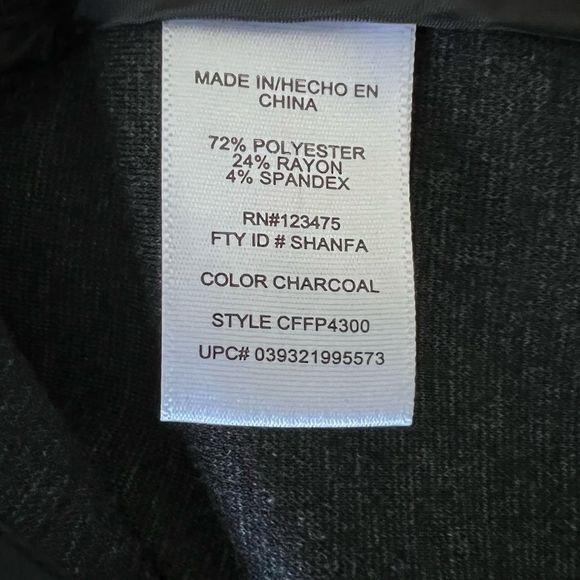 MADE IN/HECHO EN
CHINA
72% POLYESTER
24% RAYON
4% SPANDEX
RN#123475
FTY ID # SHANFA
COLOR CHARCOAL
STYLE CFFP4300
UPC# 039321995573